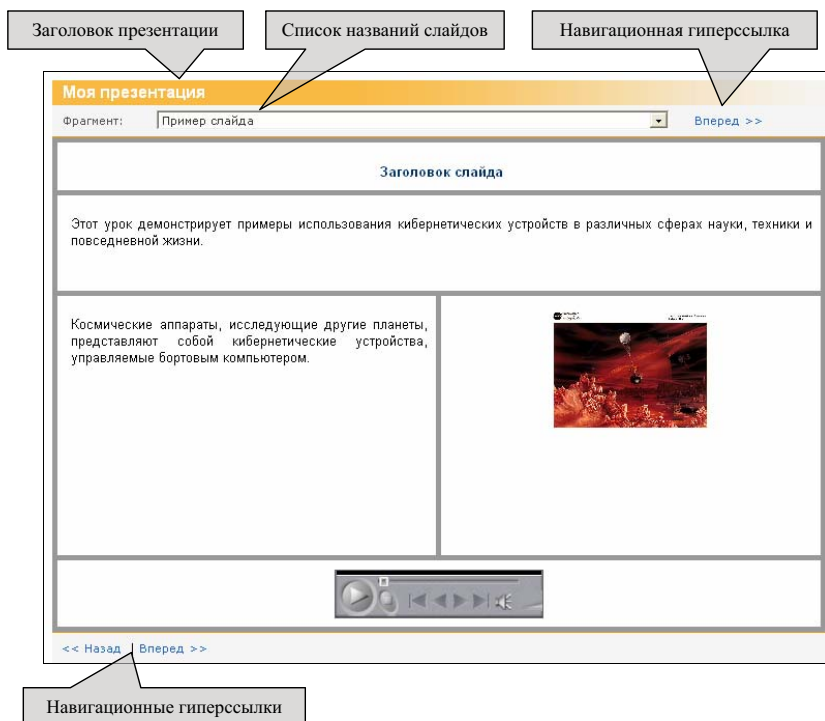 Заголовок презентации
Список названий слайдов
Навигационная гиперссылка
Моя презентация
Фрагмент: Пример слайда Вперед >>
Заголовок слайда
Этот урок демонстрирует примеры использования кибернетических устройств в различных сферах науки, техники и
повседневной жизни.
Космические аппараты, исследующие другие планеты,
представляют собой кибернетические устройства,
управляемые бортовым компьютером.
<< Назад | Вперед >>
Навигационные гиперссылки